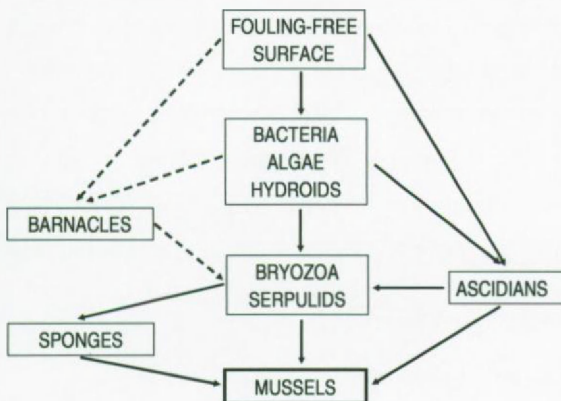 FOULING-FREE
SURFACE
BACTERIA
ALGAE
HYDROIDS
BARNACLES
BRYOZOA
SERPULIDS
ASCIDIANS
SPONGES
MUSSELS